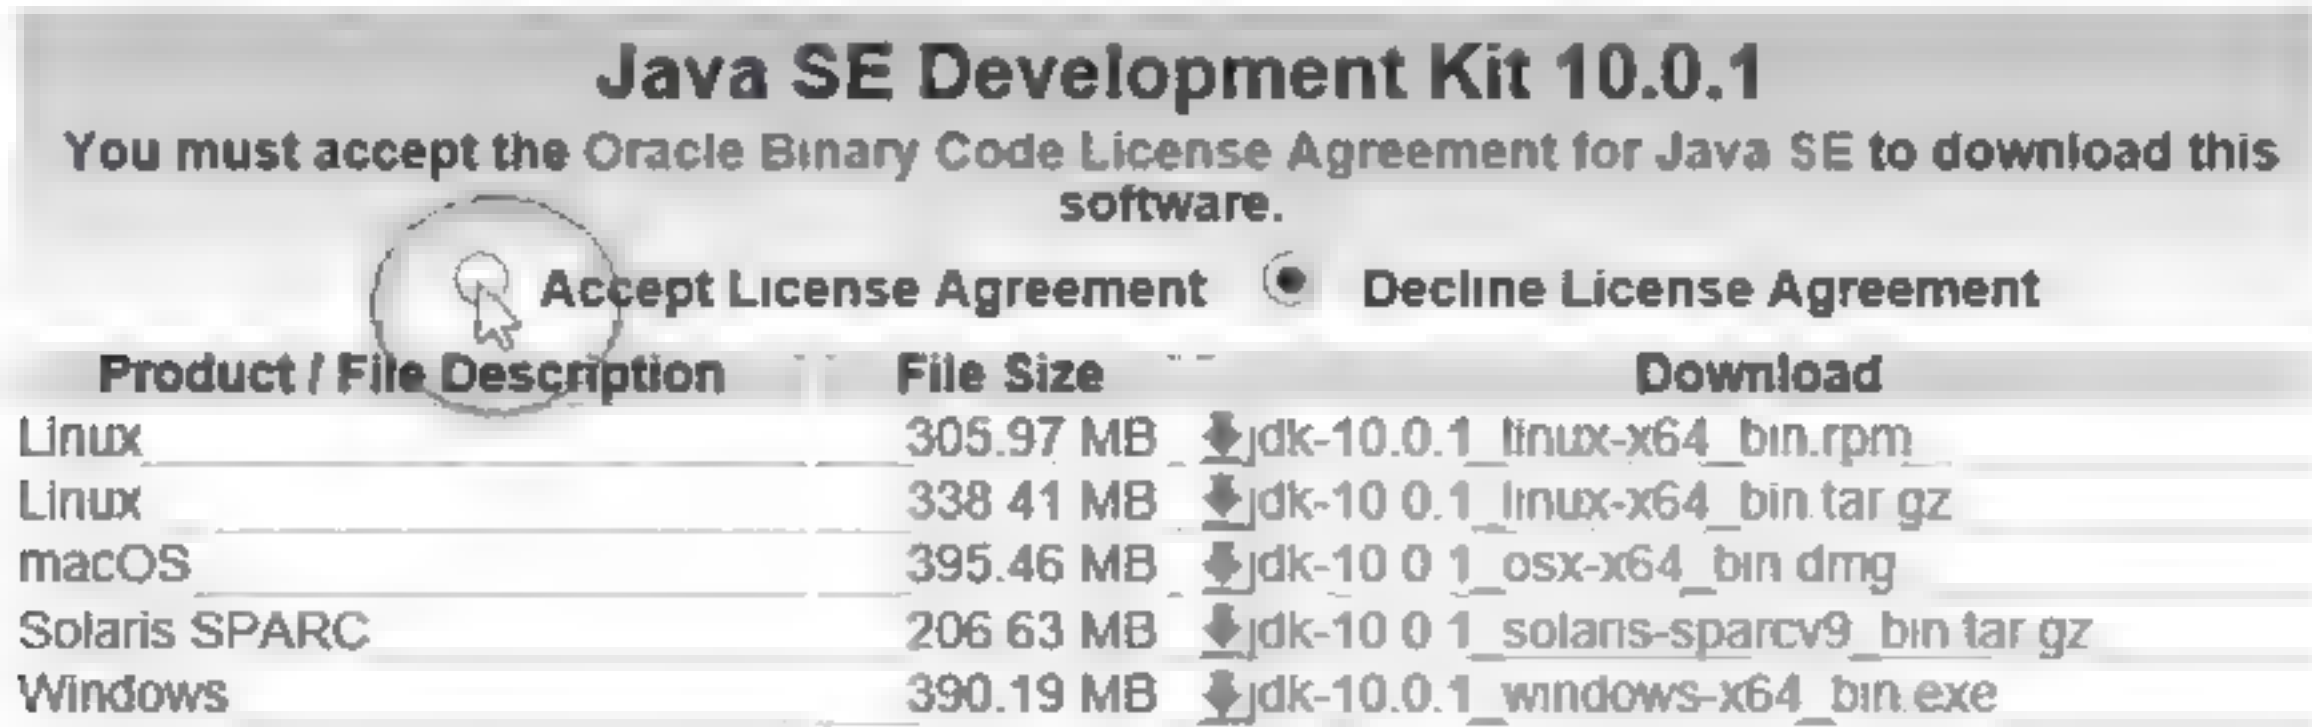 Java SE Development Kit 10.0.1
You must accept the Oracle Binary Code License Agreement for Java SE to download this
software.
Accept License Agreement Decline License Agreement
Product / File Description File Size Download
Linux 305.97 MB jdk-10.0.1_linux-x64_bin.rpm
Linux 338.41 MB jdk-10.0.1_linux-x64_bin.tar.gz
macOS 395.46 MB jdk-10.0.1_osx-x64_bin.dmg
Solaris SPARC 206.63 MB jdk-10.0.1_solaris-sparcv9_bin.tar.gz
Windows 390.19 MB jdk-10.0.1_windows-x64_bin.exe